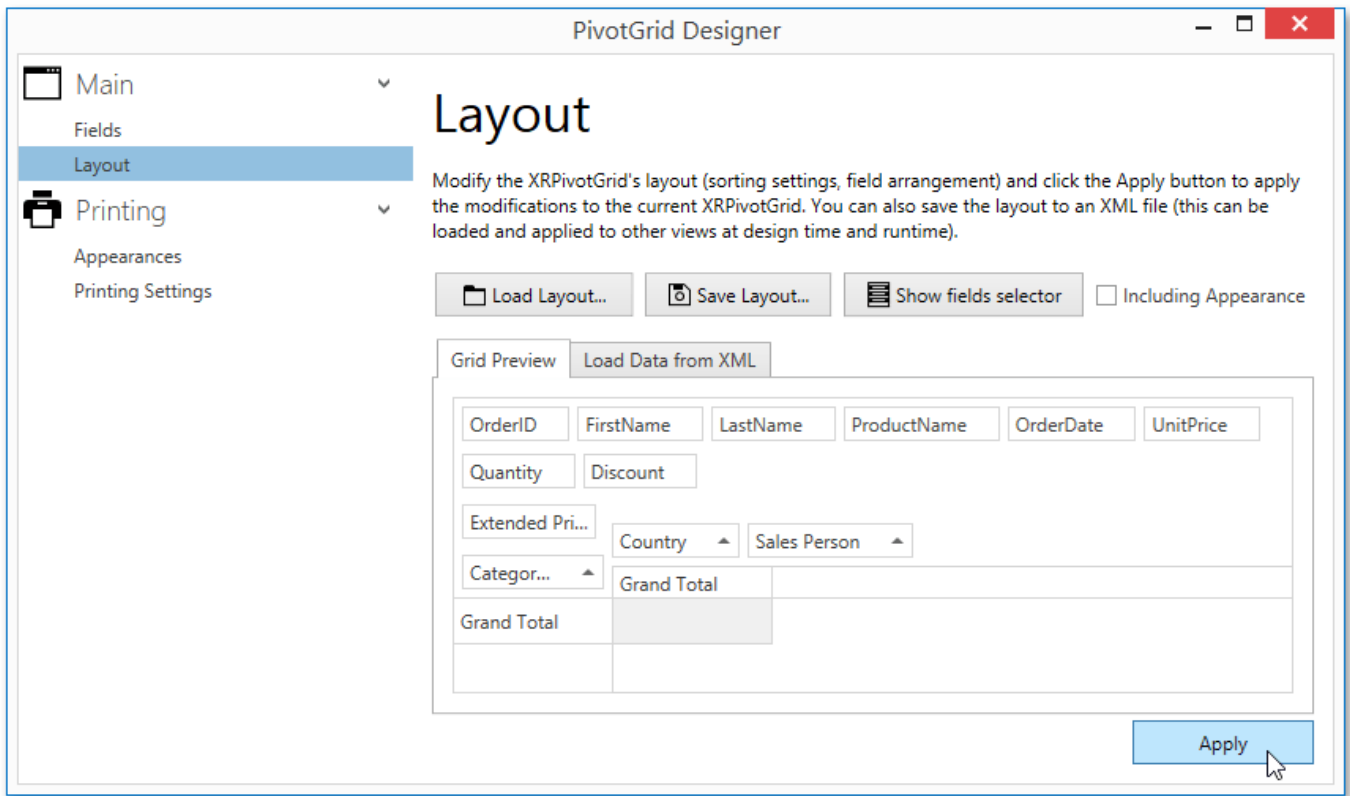 PivotGrid Designer
Main
Fields
Layout
Printing
Appearances
Printing Settings
Layout
Modify the XRPivotGrid's layout (sorting settings, field arrangement) and click the Apply button to apply
the modifications to the current XRPivotGrid. You can also save the layout to an XML file (this can be
loaded and applied to other views at design time and runtime).
Load Layout... Save Layout... Show fields selector Including Appearance
Grid Preview Load Data from XML
OrderID FirstName LastName ProductName OrderDate UnitPrice
Quantity Discount
Extended Pri...
Country Sales Person
Categor...
Grand Total
Grand Total
Apply